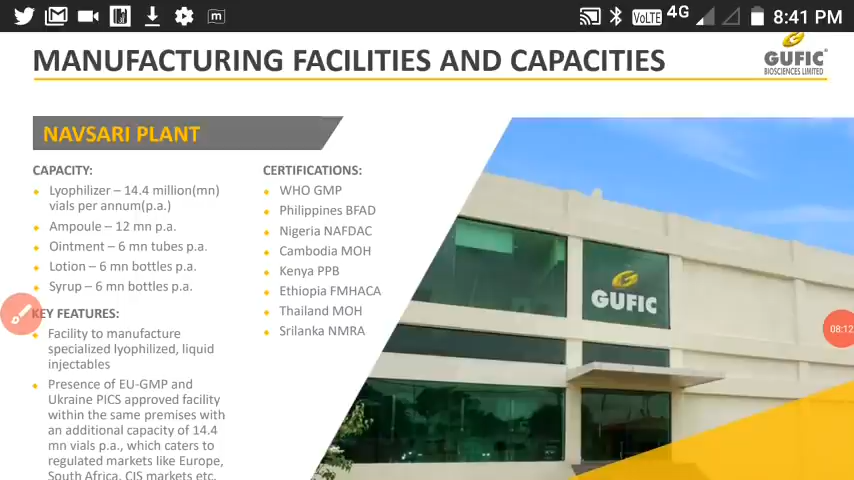 VoLTE 4G 8:41 PM
MANUFACTURING FACILITIES AND CAPACITIES
GUFIC
BIOSCIENCES LIMITED
NAVSARI PLANT
CAPACITY:
Lyophilizer – 14.4 million(mn)
vials per annum(p.a.)
Ampoule – 12 mn p.a.
Ointment – 6 mn tubes p.a.
Lotion – 6 mn bottles p.a.
Syrup – 6 mn bottles p.a.
KEY FEATURES:
Facility to manufacture
specialized lyophilized, liquid
injectables
Presence of EU-GMP and
Ukraine PICS approved facility
within the same premises with
an additional capacity of 14.4
mn vials p.a., which caters to
regulated markets like Europe,
South Africa, CIS markets etc.
CERTIFICATIONS:
WHO GMP
Philippines BFAD
Nigeria NAFDAC
Cambodia MOH
Kenya PPB
Ethiopia FMHACA
Thailand MOH
Srilanka NMRA
GUFIC
08:12